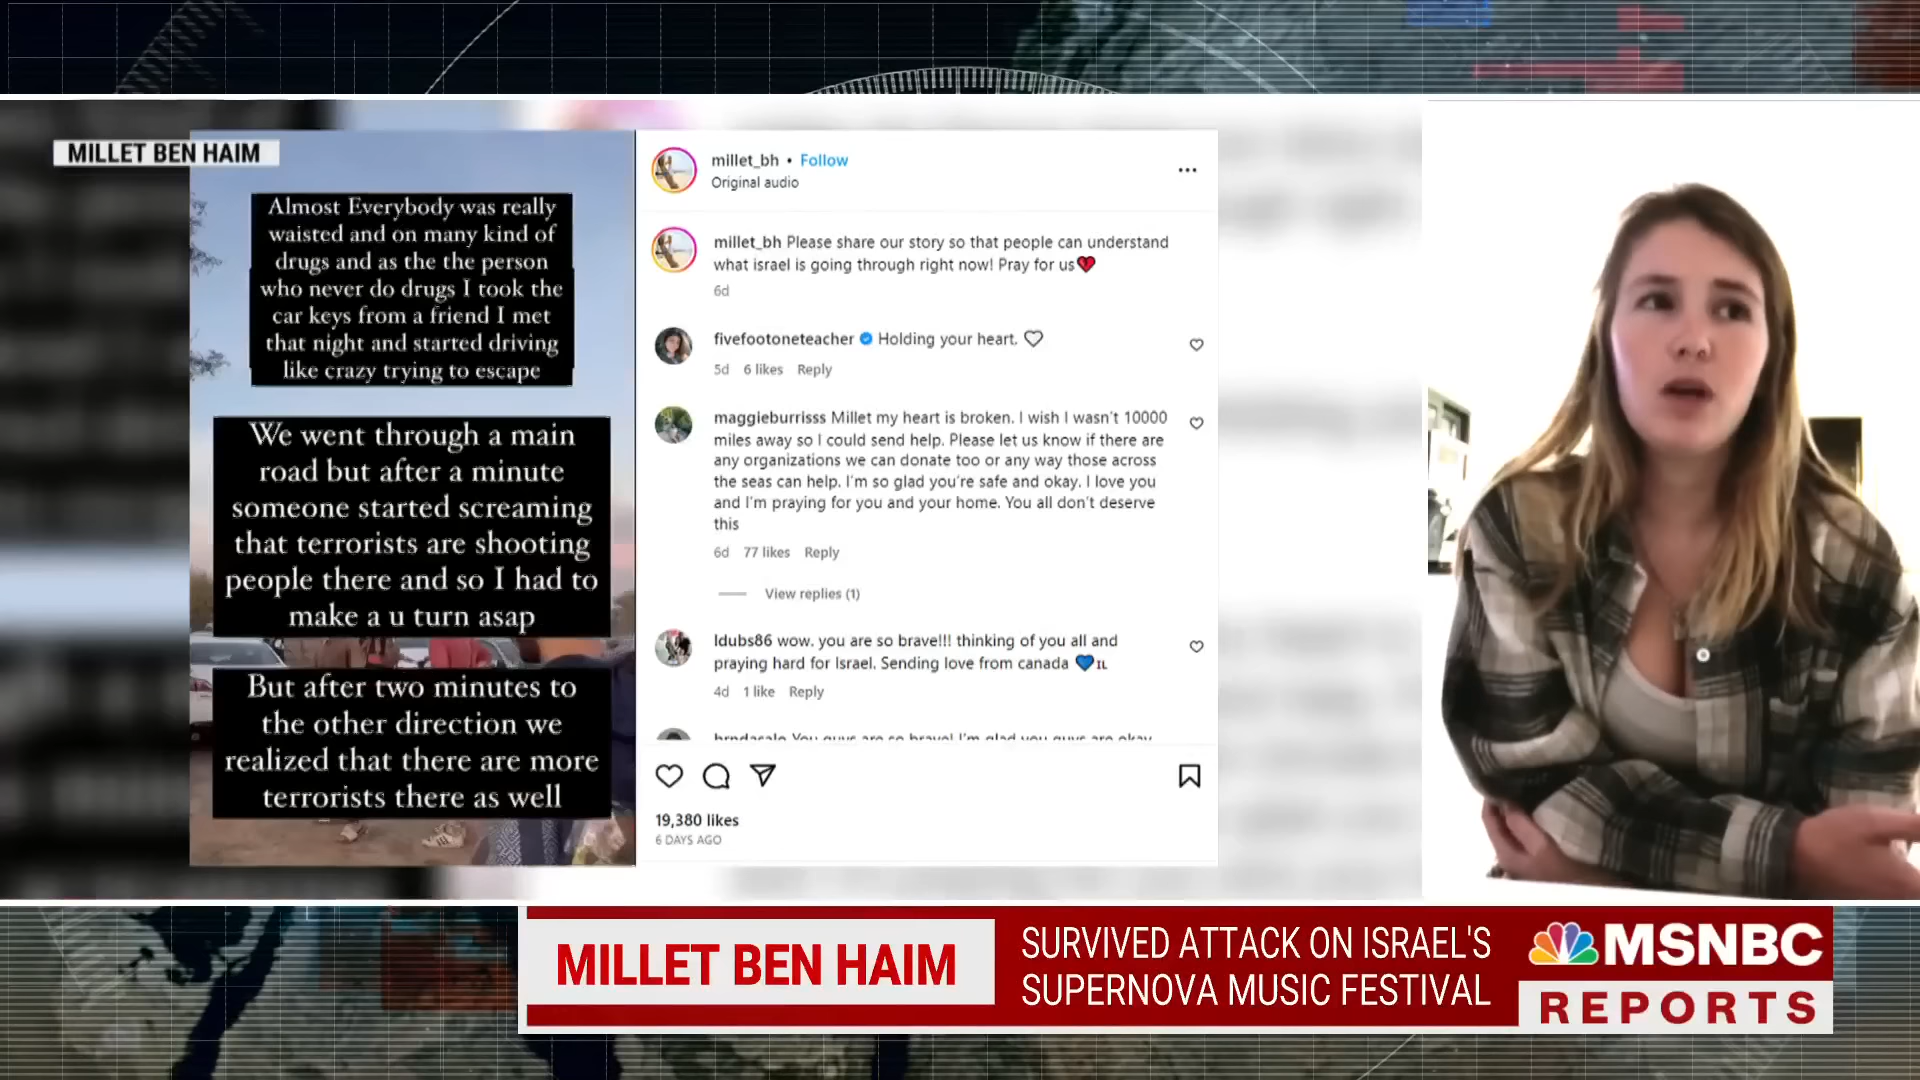 MILLET BEN HAIM
Almost Everybody was really
waisted and on many kind of
drugs and as the the person
who never do drugs I took the
car keys from a friend I met
that night and started driving
like crazy trying to escape
We went through a main
road but after a minute
someone started screaming
that terrorists are shooting
people there and so I had to
make a u turn asap
But after two minutes to
the other direction we
realized that there are more
terrorists there as well
millet_bh • Follow
Original audio
millet_bh Please share our story so that people can understand
what israel is going through right now! Pray for us
6d
fivefootoneteacher Holding your heart. ♡
5d 6 likes Reply
maggieburrisss Millet my heart is broken. I wish I wasn't 10000
miles away so I could send help. Please let us know if there are
any organizations we can donate too or any way those across
the seas can help. I'm so glad you're safe and okay. I love you
and I'm praying for you and your home. You all don't deserve
this
6d 77 likes Reply
View replies (1)
ldubs86 wow. you are so brave!!! thinking of you all and
praying hard for Israel. Sending love from canada 💙 IL
4d 1 like Reply
You guys are so brave! I'm glad you guys are okay
19,380 likes
6 DAYS AGO
MILLET BEN HAIM
SURVIVED ATTACK ON ISRAEL'S
SUPERNOVA MUSIC FESTIVAL
MSNBC
REPORTS